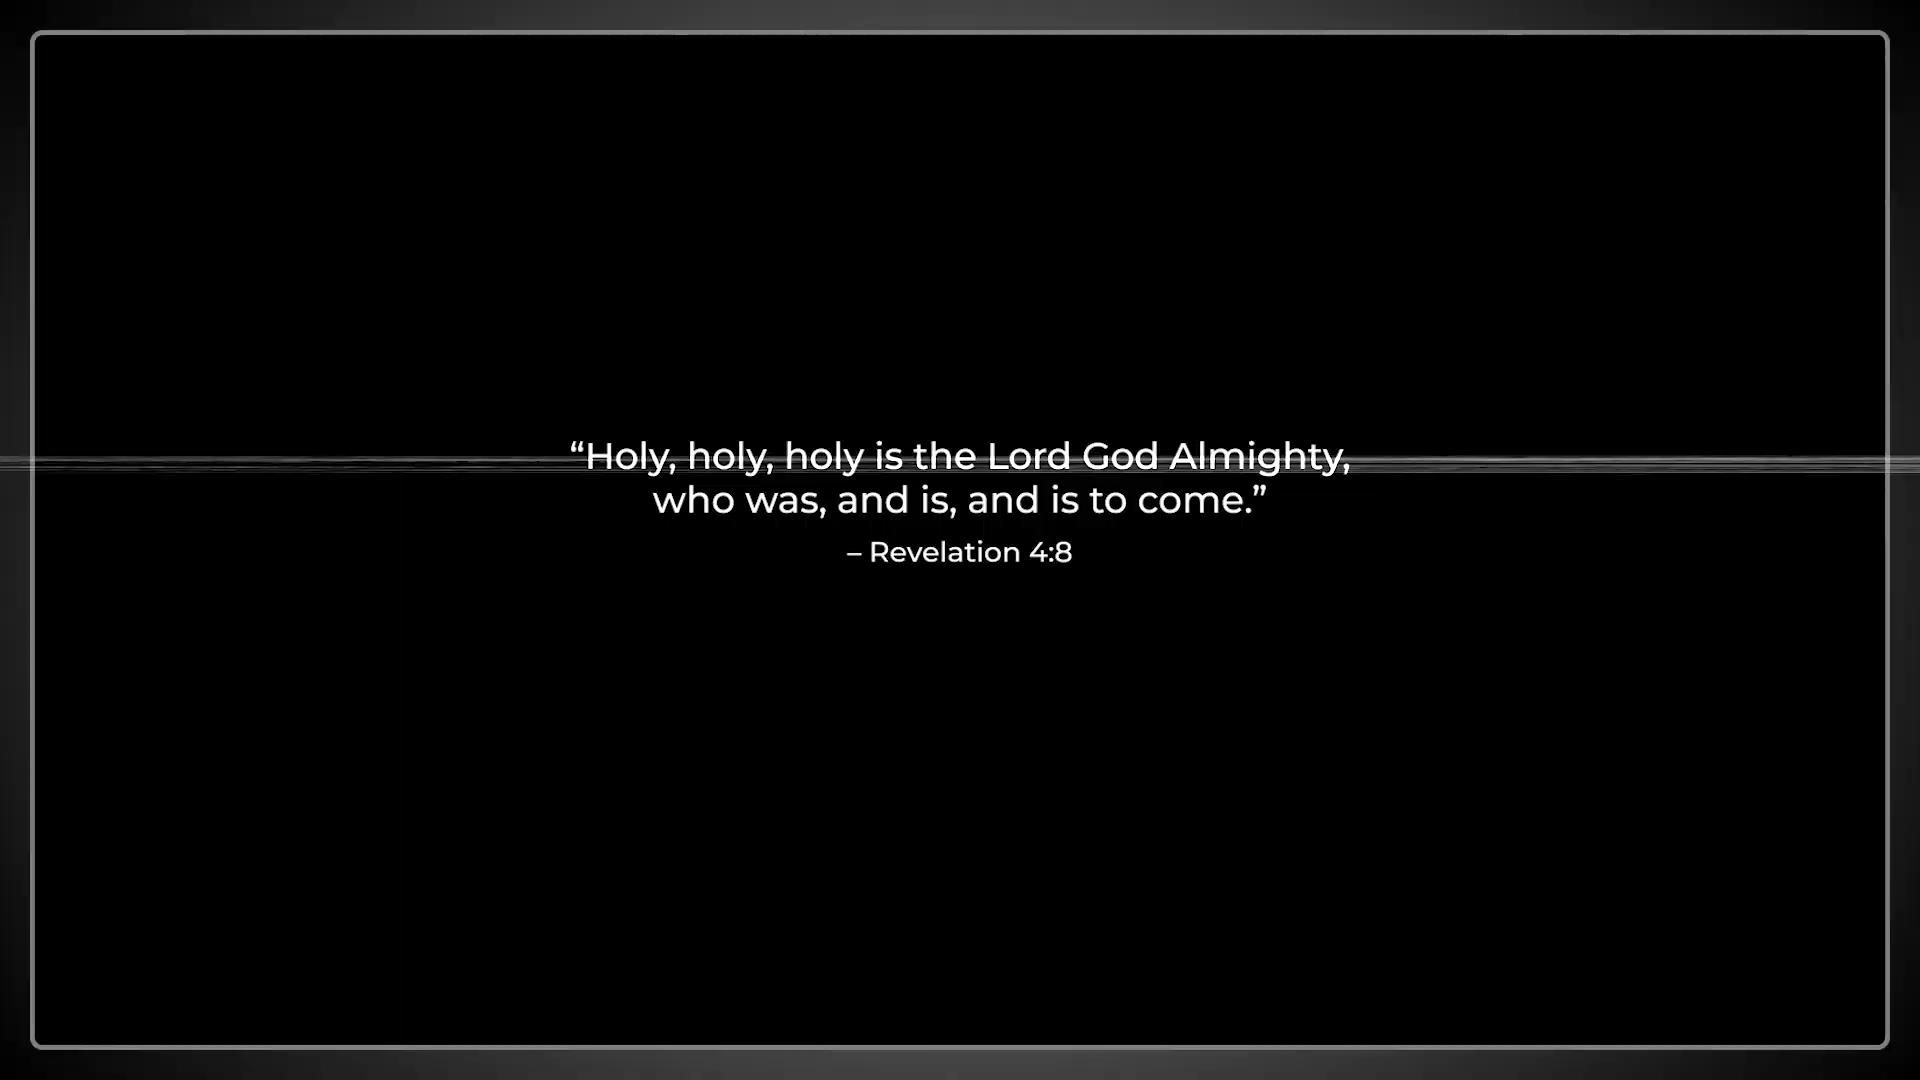 “Holy, holy, holy is the Lord God Almighty,
who was, and is, and is to come.”
– Revelation 4:8